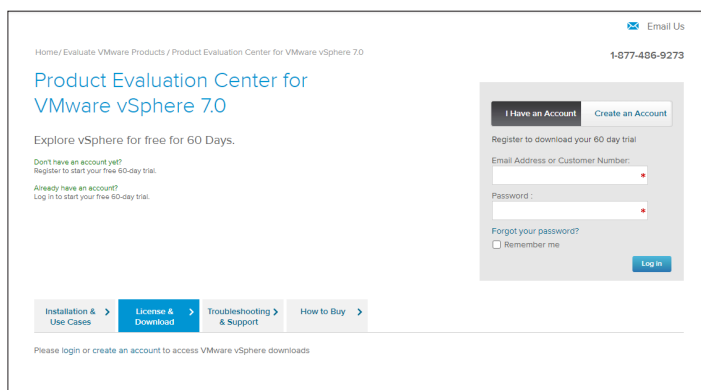 Email Us
Home/ Evaluate VMware Products / Product Evaluation Center for VMware vSphere 7.0
1-877-486-9273
Product Evaluation Center for
VMware vSphere 7.0
Explore vSphere for free for 60 Days.
Don't have an account yet?
Register to start your free 60-day trial.
Already have an account?
Log in to start your free 60-day trial.
I Have an Account
Create an Account
Register to download your 60 day trial
Email Address or Customer Number:
*
Password :
*
Forgot your password?
Remember me
Log In
Installation & Use Cases
License & Download
Troubleshooting & Support
How to Buy
Please login or create an account to access VMware vSphere downloads